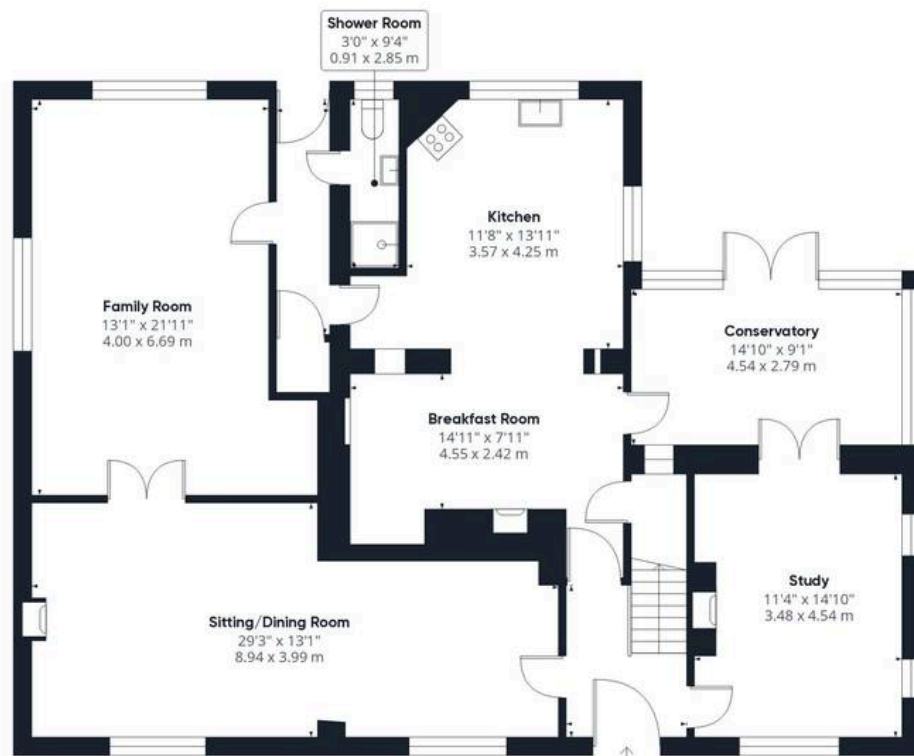 Shower Room
3'0" x 9'4"
0.91 x 2.85 m
Kitchen
11'8" x 13'11"
3.57 x 4.25 m
Family Room
13'1" x 21'11"
4.00 x 6.69 m
Conservatory
14'10" x 9'1"
4.54 x 2.79 m
Breakfast Room
14'11" x 7'11"
4.55 x 2.42 m
Study
11'4" x 14'10"
3.48 x 4.54 m
Sitting/Dining Room
29'3" x 13'1"
8.94 x 3.99 m